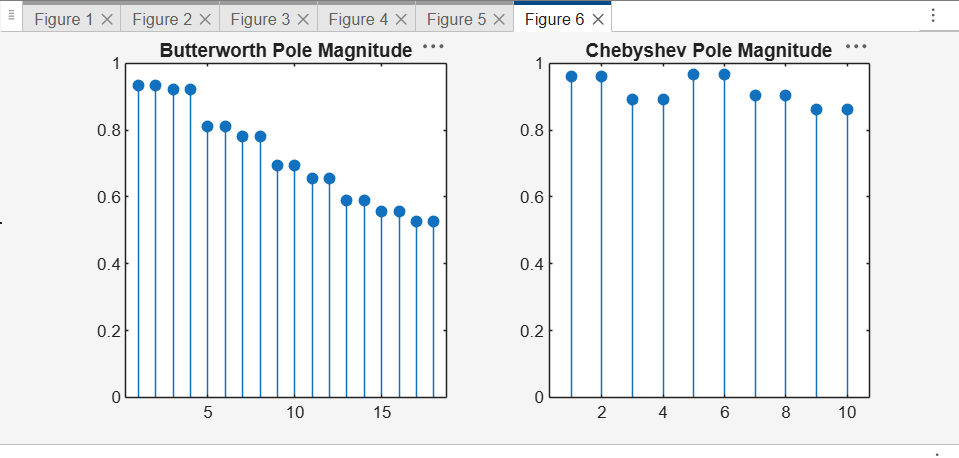 Figure 1 Figure 2 Figure 3 Figure 4 Figure 5 Figure 6
Butterworth Pole Magnitude
1
0.8
0.6
0.4
0.2
0
5 10 15
Chebyshev Pole Magnitude
1
0.8
0.6
0.4
0.2
0
2 4 6 8 10